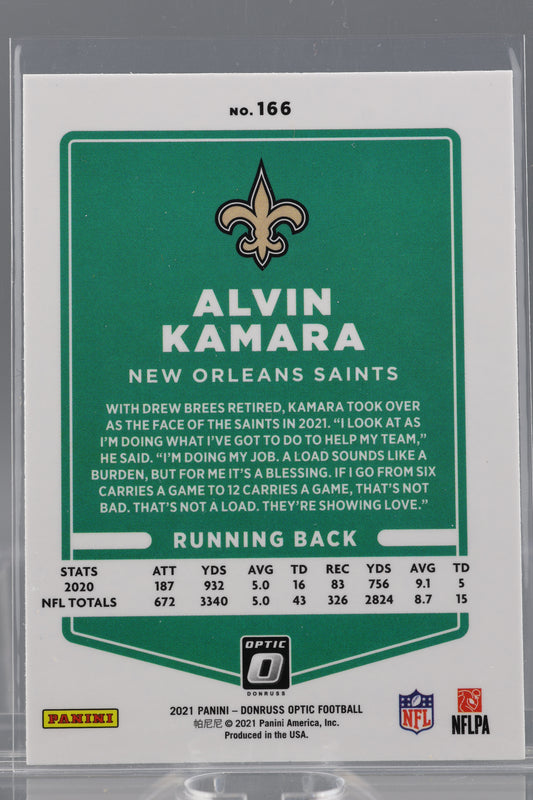 NO. 166
ALVIN
KAMARA
NEW ORLEANS SAINTS
WITH DREW BREES RETIRED, KAMARA TOOK OVER
AS THE FACE OF THE SAINTS IN 2021. “I LOOK AT AS
I’M DOING WHAT I’VE GOT TO DO TO HELP MY TEAM,”
HE SAID. “I’M DOING MY JOB. A LOAD SOUNDS LIKE A
BURDEN, BUT FOR ME IT’S A BLESSING. IF I GO FROM SIX
CARRIES A GAME TO 12 CARRIES A GAME, THAT’S NOT
BAD. THAT’S NOT A LOAD. THEY’RE SHOWING LOVE.”
RUNNING BACK
STATS ATT YDS AVG TD REC YDS AVG TD
2020 187 932 5.0 16 83 756 9.1 5
NFL TOTALS 672 3340 5.0 43 326 2824 8.7 15
OPTIC
DONRUSS
PANINI
2021 PANINI – DONRUSS OPTIC FOOTBALL
帕尼尼 © 2021 Panini America, Inc.
Produced in the USA.
NFL
NFLPA